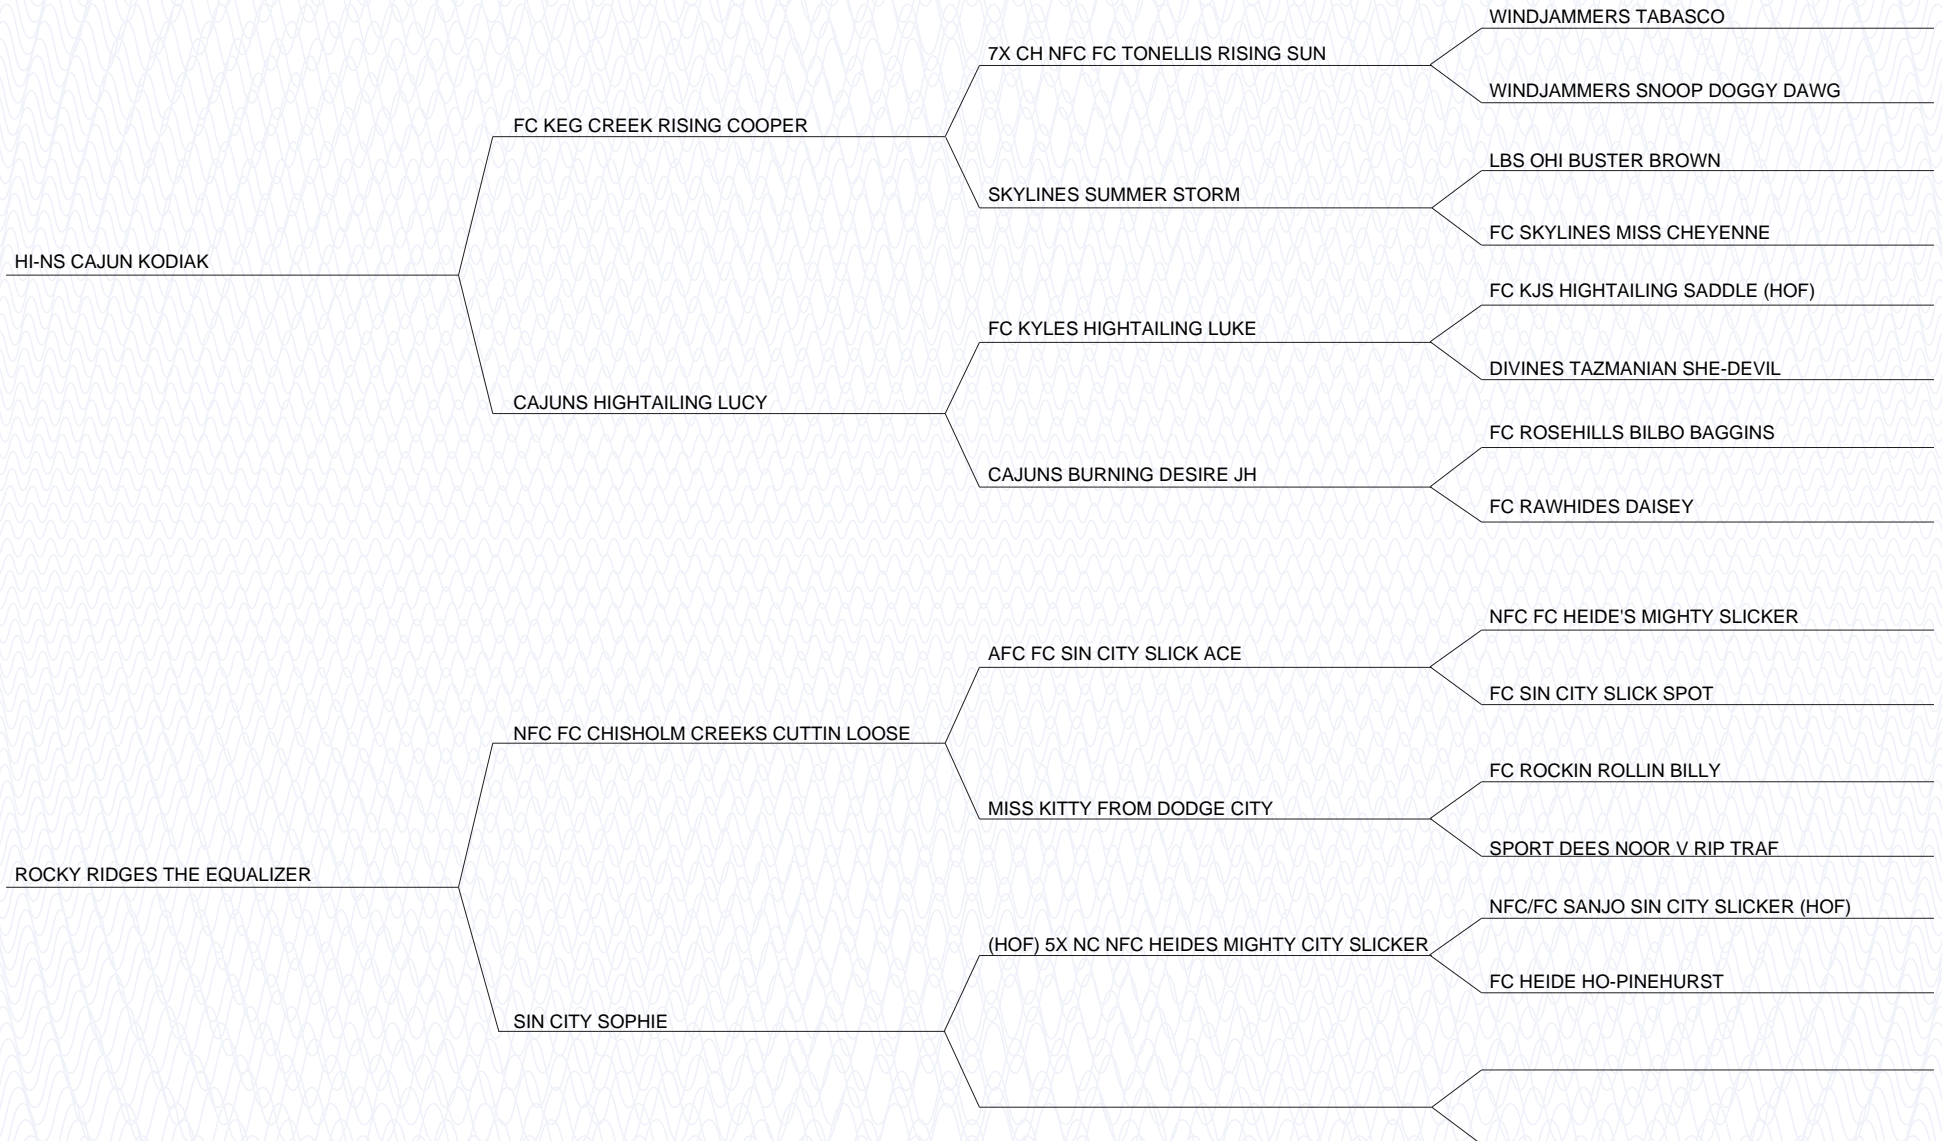 WINDJAMMERS TABASCO
7X CH NFC FC TONELLIS RISING SUN
WINDJAMMERS SNOOP DOGGY DAWG
FC KEG CREEK RISING COOPER
LBS OHI BUSTER BROWN
SKYLINES SUMMER STORM
FC SKYLINES MISS CHEYENNE
HI-NS CAJUN KODIAK
FC KJS HIGHTAILING SADDLE (HOF)
FC KYLES HIGHTAILING LUKE
DIVINES TAZMANIAN SHE-DEVIL
CAJUNS HIGHTAILING LUCY
FC ROSEHILLS BILBO BAGGINS
CAJUNS BURNING DESIRE JH
FC RAWHIDES DAISEY
NFC FC HEIDE'S MIGHTY SLICKER
AFC FC SIN CITY SLICK ACE
FC SIN CITY SLICK SPOT
NFC FC CHISHOLM CREEKS CUTTIN LOOSE
FC ROCKIN ROLLIN BILLY
MISS KITTY FROM DODGE CITY
SPORT DEES NOOR V RIP TRAF
ROCKY RIDGES THE EQUALIZER
NFC/FC SANJO SIN CITY SLICKER (HOF)
(HOF) 5X NC NFC HEIDES MIGHTY CITY SLICKER
FC HEIDE HO-PINEHURST
SIN CITY SOPHIE